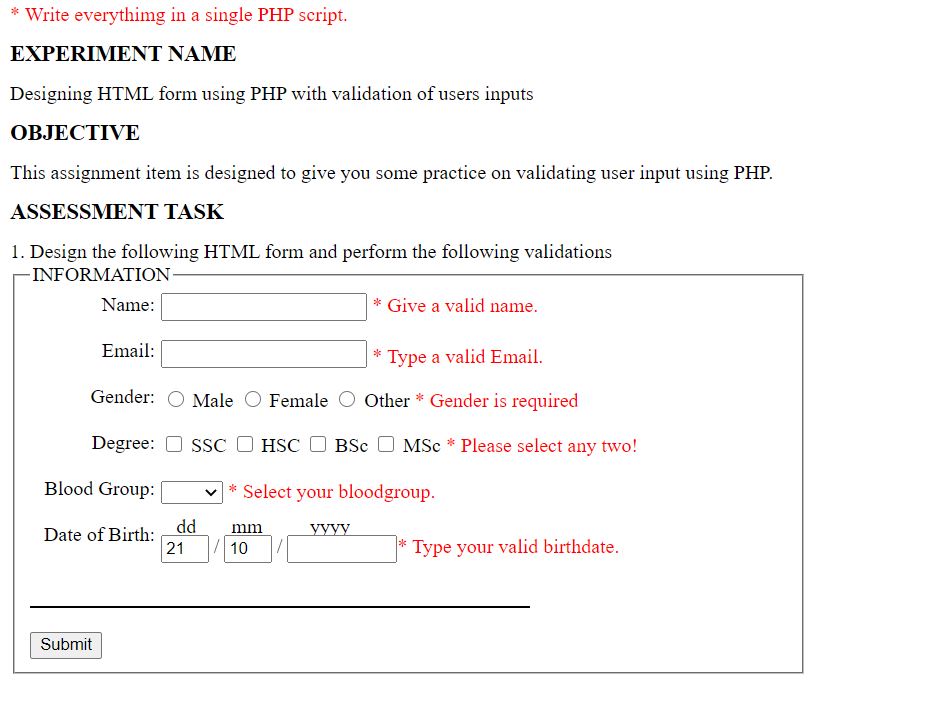 * Write everythimg in a single PHP script.
EXPERIMENT NAME
Designing HTML form using PHP with validation of users inputs
OBJECTIVE
This assignment item is designed to give you some practice on validating user input using PHP.
ASSESSMENT TASK
1. Design the following HTML form and perform the following validations
INFORMATION
Name: * Give a valid name.
Email: * Type a valid Email.
Gender: Male Female Other * Gender is required
Degree: SSC HSC BSc MSc * Please select any two!
Blood Group: * Select your bloodgroup.
dd mm yyyy
Date of Birth: 21 / 10 / * Type your valid birthdate.
Submit